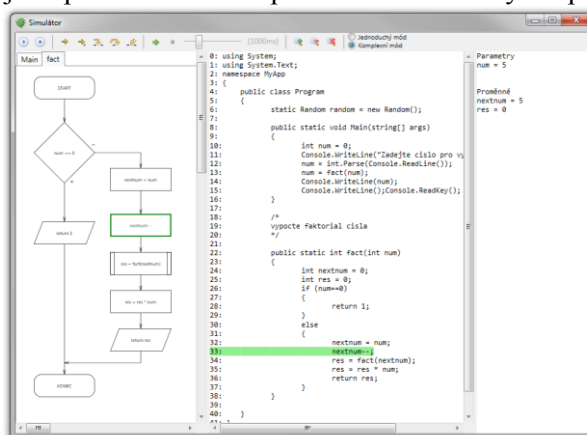 Simulátor
(1000ms)
Jednoduchý mód
Komplexní mód
Main fact
START
num == 0
nextnum = num
nextnum--
return 1
res = fact(nextnum)
res = res * num
return res
KONEC
0: using System;
1: using System.Text;
2: namespace MyApp
3: {
4: public class Program
5: {
6: static Random random = new Random();
7:
8: public static void Main(string[] args)
9: {
10: int num = 0;
11: Console.WriteLine("Zadejte cislo pro vy
12: num = int.Parse(Console.ReadLine());
13: num = fact(num);
14: Console.WriteLine(num);
15: Console.WriteLine();Console.ReadKey();
16: }
17:
18: /*
19: vypocte faktorial cisla
20: */
21:
22: public static int fact(int num)
23: {
24: int nextnum = 0;
25: int res = 0;
26: if (num==0)
27: {
28: return 1;
29: }
30: else
31: {
32: nextnum = num;
33: nextnum--;
34: res = fact(nextnum);
35: res = res * num;
36: return res;
37: }
38: }
39:
40: }
Parametry
num = 5
Proměnné
nextnum = 5
res = 0